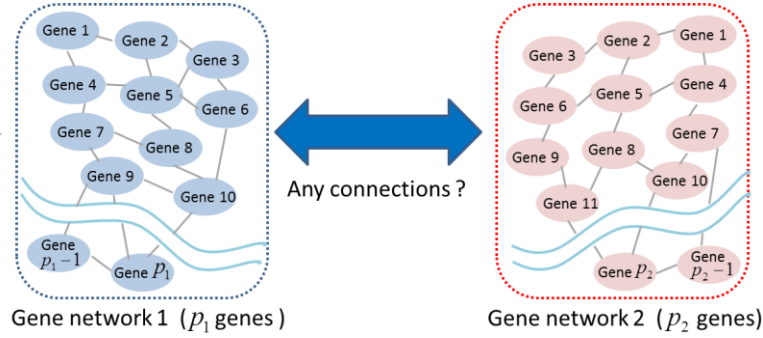 Gene 1
Gene 2
Gene 3
Gene 4
Gene 5
Gene 6
Gene 7
Gene 8
Gene 9
Gene 10
Gene
p₁ −1
Gene p₁
Gene network 1 (p₁ genes )
Any connections ?
Gene 1
Gene 2
Gene 3
Gene 4
Gene 5
Gene 6
Gene 7
Gene 8
Gene 9
Gene 10
Gene 11
Gene p₂
Gene
p₂ −1
Gene network 2 (p₂ genes)